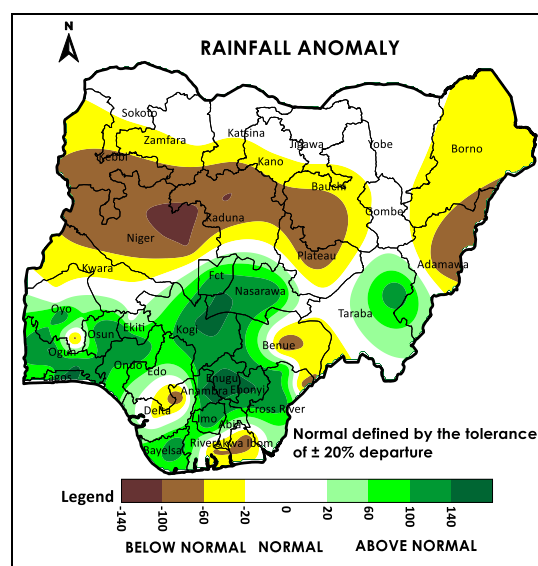 N
RAINFALL ANOMALY
Sokoto
Zamfara
Katsina
Jigawa
Yobe
Borno
Kebbi
Kano
Bauchi
Gombe
Kaduna
Niger
Plateau
Adamawa
Kwara
Fct
Nasarawa
Taraba
Oyo
Osun
Ekiti
Kogi
Benue
Ogun
Ondo
Edo
Lagos
Enugu
Anambra
Ebonyi
Delta
Imo
Abia
Cross River
Bayelsa
Rivers
Akwa Ibom
Normal defined by the tolerance
of ± 20% departure
Legend
-140
-100
-60
-20
0
20
60
100
140
BELOW NORMAL NORMAL ABOVE NORMAL